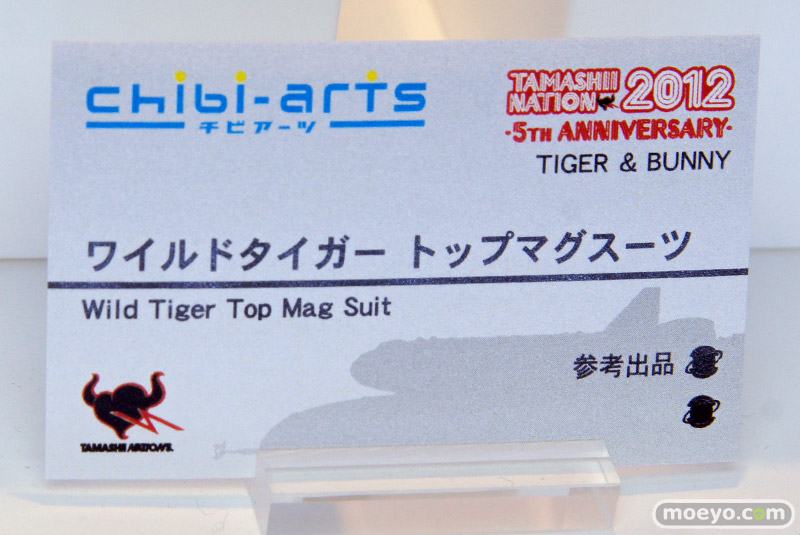 chibi-arts
チビアーツ
TAMASHII
NATION 2012
-5TH ANNIVERSARY-
TIGER & BUNNY
ワイルドタイガー トップマグスーツ
Wild Tiger Top Mag Suit
参考出品
TAMASHII NATIONS
moeyo.com